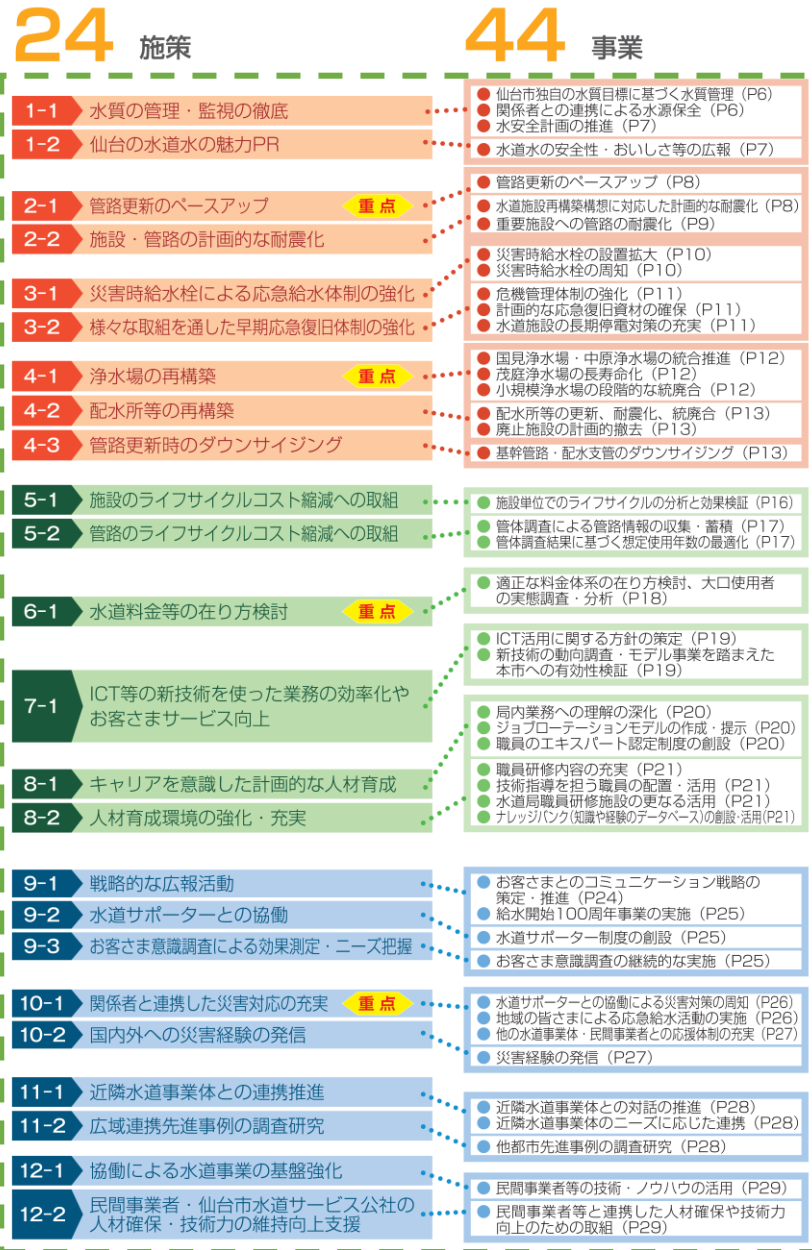 24 施策
44 事業
1-1 水質の管理・監視の徹底
● 仙台市独自の水質目標に基づく水質管理（P6）
● 関係者との連携による水源保全（P6）
● 水安全計画の推進（P7）
1-2 仙台の水道水の魅力PR
● 水道水の安全性・おいしさ等の広報（P7）
2-1 管路更新のペースアップ 重点
● 管路更新のペースアップ（P8）
2-2 施設・管路の計画的な耐震化
● 水道施設再構築構想に対応した計画的な耐震化（P8）
● 重要施設への管路の耐震化（P9）
3-1 災害時給水栓による応急給水体制の強化
● 災害時給水栓の設置拡大（P10）
● 災害時給水栓の周知（P10）
3-2 様々な取組を通した早期応急復旧体制の強化
● 危機管理体制の強化（P11）
● 計画的な応急復旧資材の確保（P11）
● 水道施設の長期停電対策の充実（P11）
4-1 浄水場の再構築 重点
● 国見浄水場・中原浄水場の統合推進（P12）
● 茂庭浄水場の長寿命化（P12）
● 小規模浄水場の段階的な統廃合（P12）
4-2 配水所等の再構築
● 配水所等の更新、耐震化、統廃合（P13）
● 廃止施設の計画的撤去（P13）
4-3 管路更新時のダウンサイジング
● 基幹管路・配水支管のダウンサイジング（P13）
5-1 施設のライフサイクルコスト縮減への取組
● 施設単位でのライフサイクルの分析と効果検証（P16）
5-2 管路のライフサイクルコスト縮減への取組
● 管体調査による管路情報の収集・蓄積（P17）
● 管体調査結果に基づく想定使用年数の最適化（P17）
6-1 水道料金等の在り方検討 重点
● 適正な料金体系の在り方検討、大口使用者
の実態調査・分析（P18）
7-1 ICT等の新技術を使った業務の効率化や
お客さまサービス向上
● ICT活用に関する方針の策定（P19）
● 新技術の動向調査・モデル事業を踏まえた
本市への有効性検証（P19）
8-1 キャリアを意識した計画的な人材育成
● 局内業務への理解の深化（P20）
● ジョブローテーションモデルの作成・提示（P20）
● 職員のエキスパート認定制度の創設（P20）
8-2 人材育成環境の強化・充実
● 職員研修内容の充実（P21）
● 技術指導を担う職員の配置・活用（P21）
● 水道局職員研修施設の更なる活用（P21）
● ナレッジバンク(知識や経験のデータベース)の創設・活用(P21)
9-1 戦略的な広報活動
● お客さまとのコミュニケーション戦略の
策定・推進（P24）
● 給水開始100周年事業の実施（P25）
9-2 水道サポーターとの協働
● 水道サポーター制度の創設（P25）
9-3 お客さま意識調査による効果測定・ニーズ把握
● お客さま意識調査の継続的な実施（P25）
10-1 関係者と連携した災害対応の充実 重点
● 水道サポーターとの協働による災害対策の周知（P26）
● 地域の皆さまによる応急給水活動の実施（P26）
● 他の水道事業体・民間事業者との応援体制の充実（P27）
10-2 国内外への災害経験の発信
● 災害経験の発信（P27）
11-1 近隣水道事業体との連携推進
● 近隣水道事業体との対話の推進（P28）
● 近隣水道事業体のニーズに応じた連携（P28）
11-2 広域連携先進事例の調査研究
● 他都市先進事例の調査研究（P28）
12-1 協働による水道事業の基盤強化
● 民間事業者等の技術・ノウハウの活用（P29）
12-2 民間事業者・仙台市水道サービス公社の
人材確保・技術力の維持向上支援
● 民間事業者等と連携した人材確保や技術力
向上のための取組（P29）